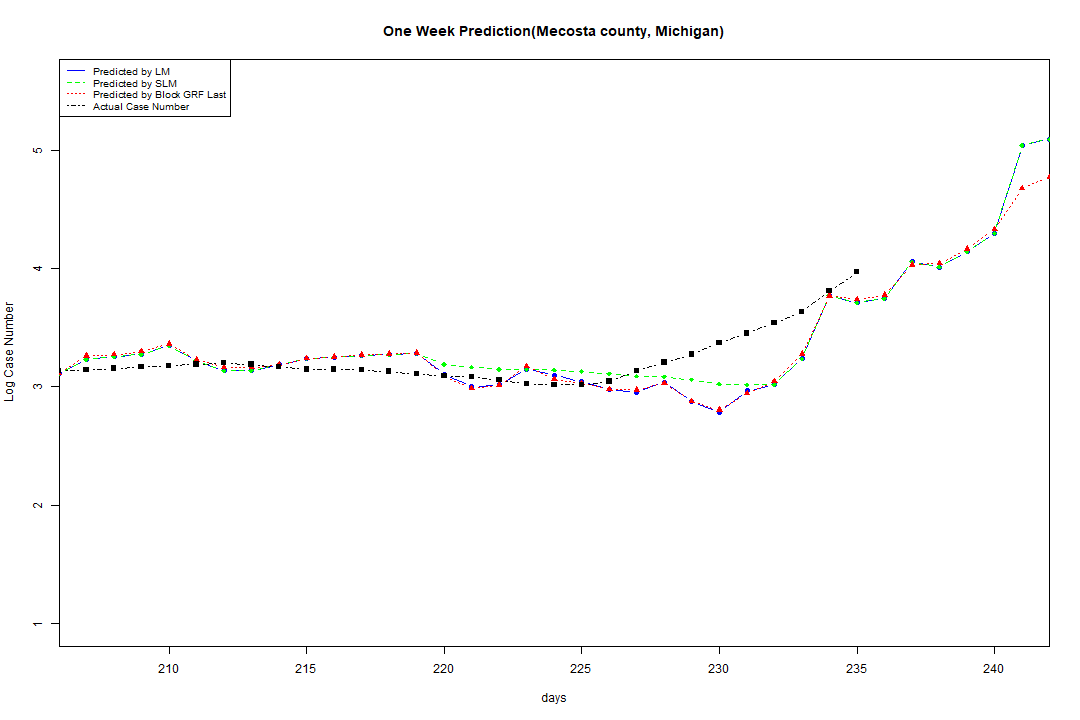 One Week Prediction(Mecosta county, Michigan)
Predicted by LM
Predicted by SLM
Predicted by Block GRF Last
Actual Case Number
5
4
3
2
1
Log Case Number
210 215 220 225 230 235 240
days